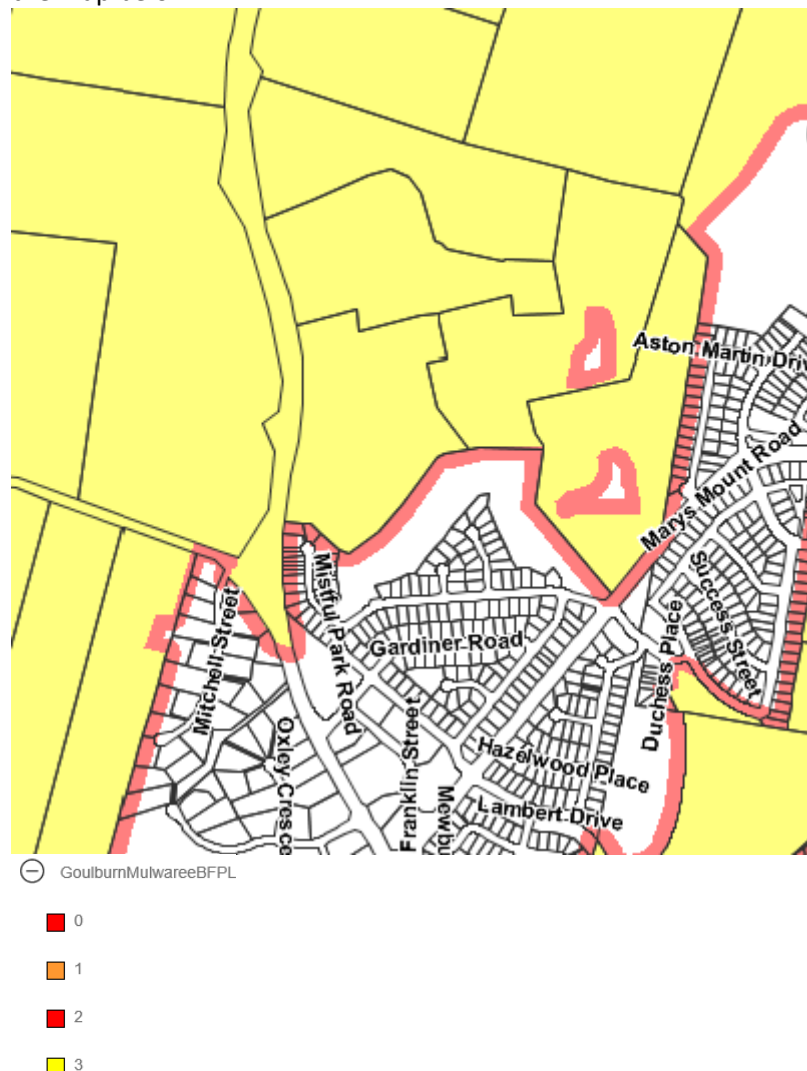 Aston Martin Driv
Marys Mount Road
Mistful Park Road
Success Street
Mitchell Street
Gardiner Road
Duchess Place
Oxley Cresce
Franklin Street
Hazelwood Place
Mewbu
Lambert Drive
GoulburnMulwareeBFPL
0
1
2
3